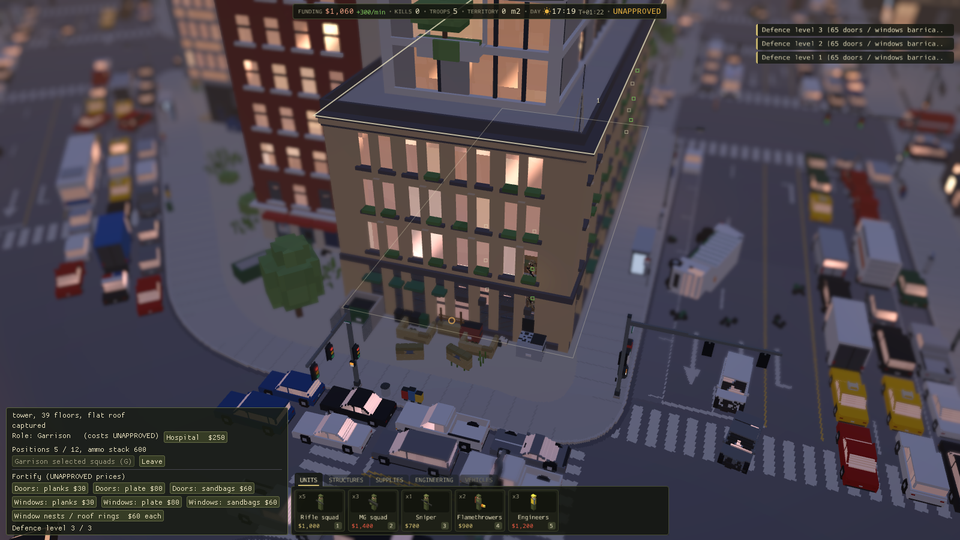 FUNDING $1,060 +300/min · KILLS 0 · TROOPS 5 · TERRITORY 0 m2 · DAY 17:19 T+01:22 · UNAPPROVED
Defence level 3 |65 doors / windows barrica..
Defence level 2 |65 doors / windows barrica..
Defence level 1 |65 doors / windows barrica..
tower, 39 floors, flat roof
captured
Role: Garrison (costs UNAPPROVED) Hospital $250
Positions 5 / 12, ammo stack 600
Garrison selected squads (G) Leave
Fortify (UNAPPROVED prices)
Doors: planks $30 Doors: plate $80 Doors: sandbags $60
Windows: planks $30 Windows: plate $80 Windows: sandbags $60
Window nests / roof rings $60 each
Defence level 3 / 3
UNITS STRUCTURES SUPPLIES ENGINEERING
x5 x3 x1 x2 x3
Rifle squad MG squad Sniper Flamethrowers Engineers
$1,000 1 $1,400 2 $700 3 $900 4 $1,200 5